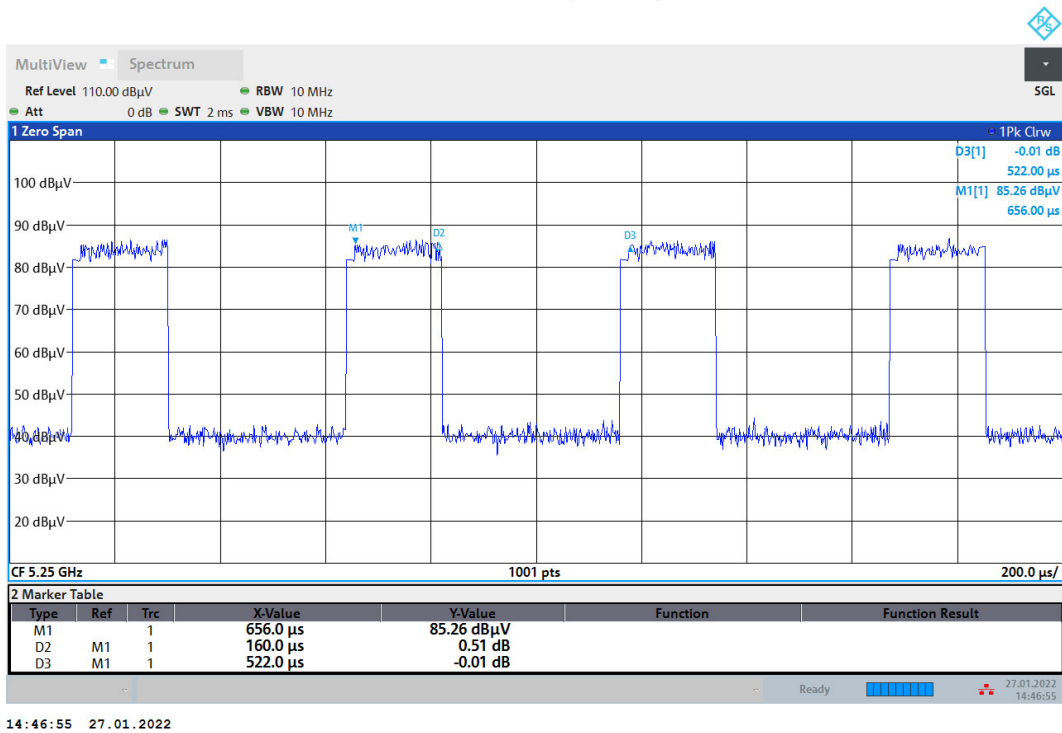 R&S
MultiView Spectrum
Ref Level 110.00 dBµV RBW 10 MHz SGL
Att 0 dB SWT 2 ms VBW 10 MHz
1 Zero Span 1Pk Clrw
D3[1] -0.01 dB
522.00 µs
M1[1] 85.26 dBµV
656.00 µs
100 dBµV
90 dBµV
M1 D2 D3
80 dBµV
70 dBµV
60 dBµV
50 dBµV
40 dBµV
30 dBµV
20 dBµV
CF 5.25 GHz 1001 pts 200.0 µs/
2 Marker Table
Type Ref Trc X-Value Y-Value Function Function Result
M1 1 656.0 µs 85.26 dBµV
D2 M1 1 160.0 µs 0.51 dB
D3 M1 1 522.0 µs -0.01 dB
Ready 27.01.2022
14:46:55
14:46:55 27.01.2022